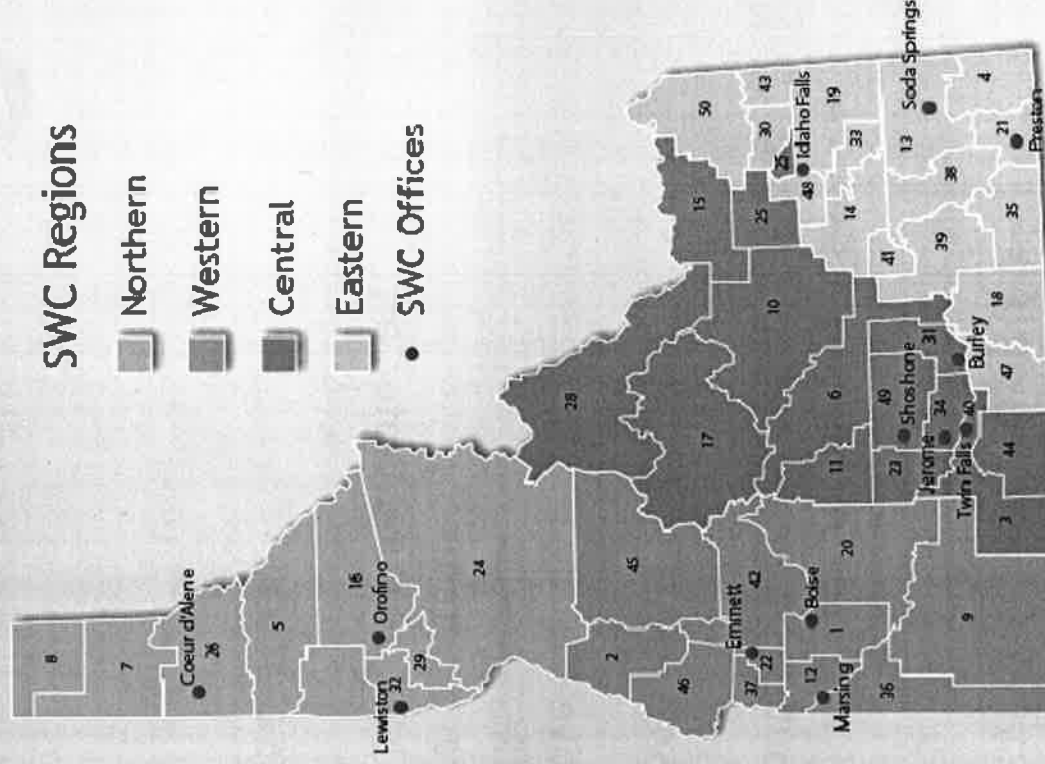 SWC Regions
Northern
Western
Central
Eastern
SWC Offices
8
7
Coeur d'Alene
26
5
16
Orofino
Lewiston
32
29
24
28
45
2
46
17
15
50
43
30
25
25
Idaho Falls
19
48
33
14
10
Emmett
42
22
37
Boise
1
12
Marsing
36
20
9
6
11
49
Shoshone
31
23
Jerome
34
Twin Falls
40
Burley
44
3
47
18
41
39
38
35
13
Soda Springs
4
21
Preston